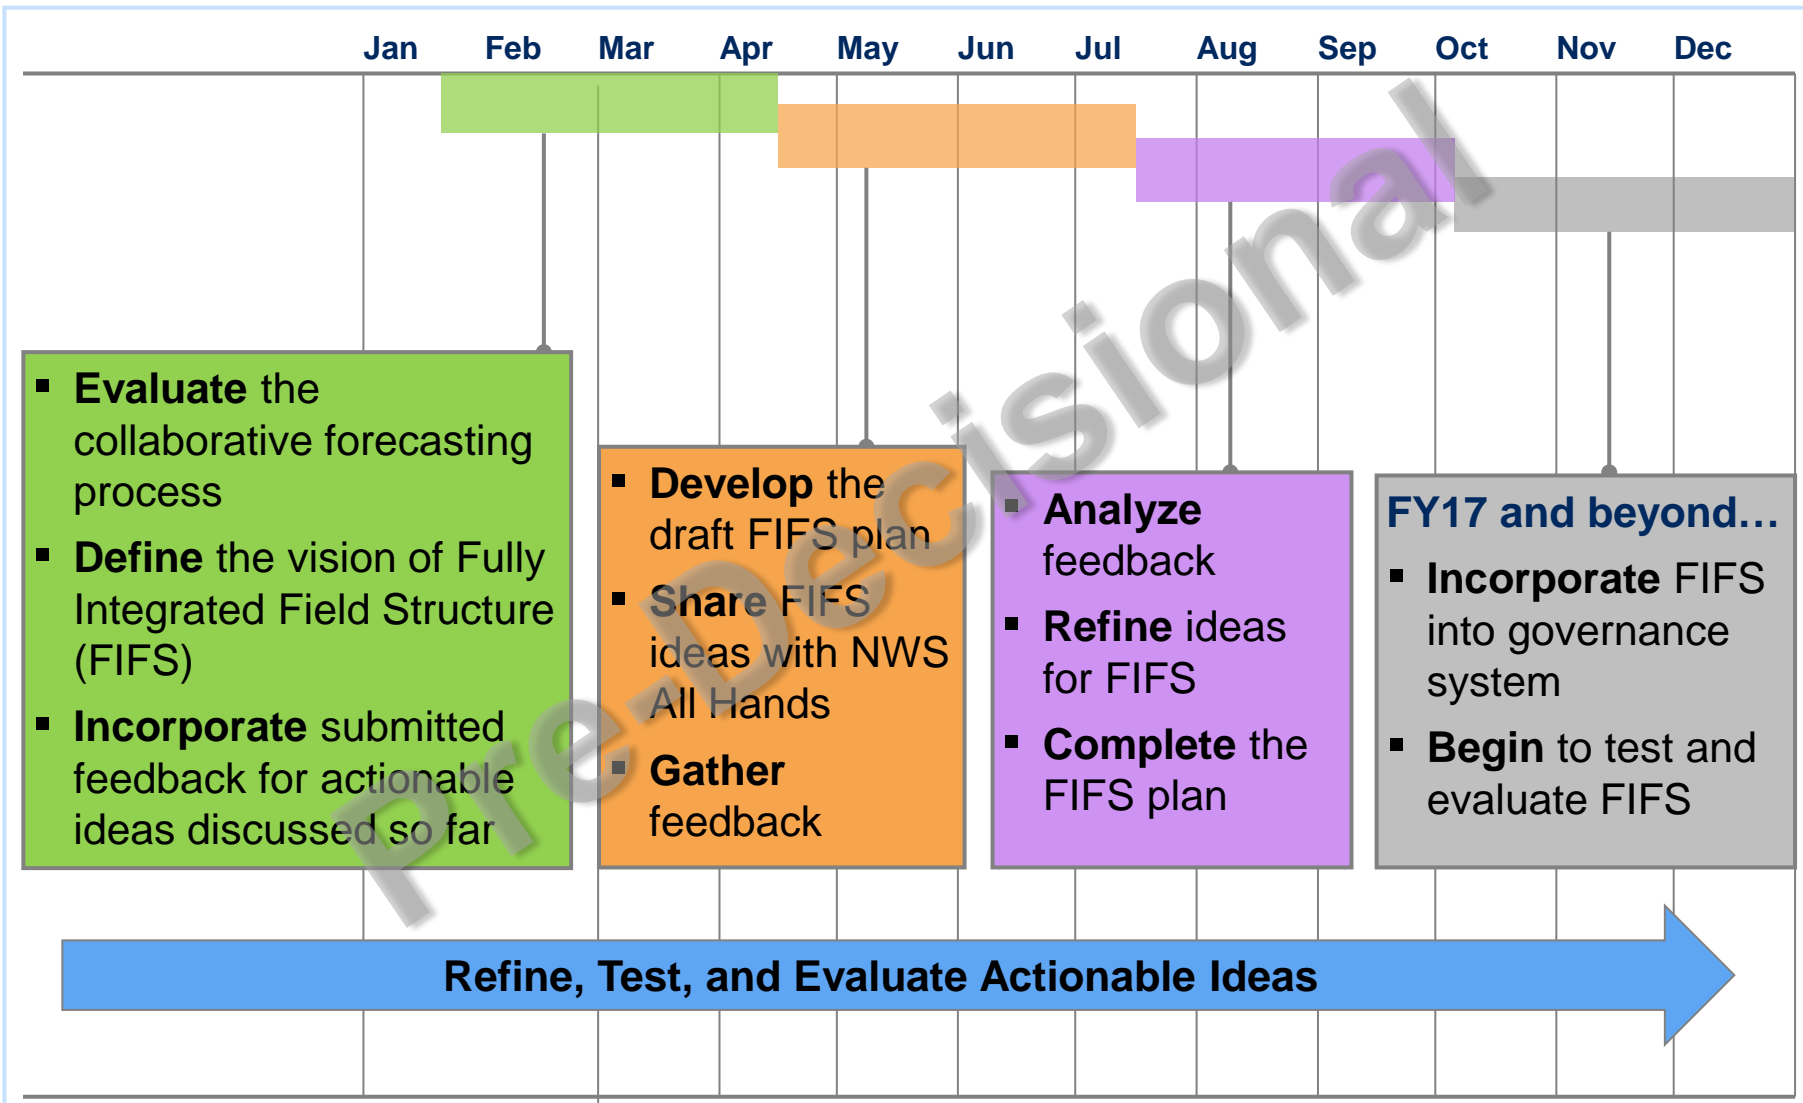 Jan Feb Mar Apr May Jun Jul Aug Sep Oct Nov Dec
▪ Evaluate the
collaborative forecasting
process
▪ Define the vision of Fully
Integrated Field Structure
(FIFS)
▪ Incorporate submitted
feedback for actionable
ideas discussed so far
▪ Develop the
draft FIFS plan
▪ Share FIFS
ideas with NWS
All Hands
▪ Gather
feedback
▪ Analyze
feedback
▪ Refine ideas
for FIFS
▪ Complete the
FIFS plan
FY17 and beyond…
▪ Incorporate FIFS
into governance
system
▪ Begin to test and
evaluate FIFS
Refine, Test, and Evaluate Actionable Ideas
Pre-Decisional